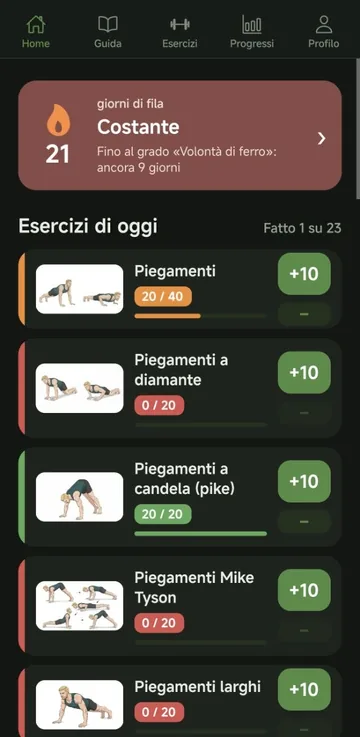 Home
Guida
Esercizi
Progressi
Profilo
giorni di fila
Costante
21
Fino al grado «Volontà di ferro»:
ancora 9 giorni
Esercizi di oggi
Fatto 1 su 23
Piegamenti
20 / 40
+10
–
Piegamenti a
diamante
0 / 20
+10
–
Piegamenti a
candela (pike)
20 / 20
+10
–
Piegamenti Mike
Tyson
0 / 20
+10
–
Piegamenti larghi
0 / 20
+10